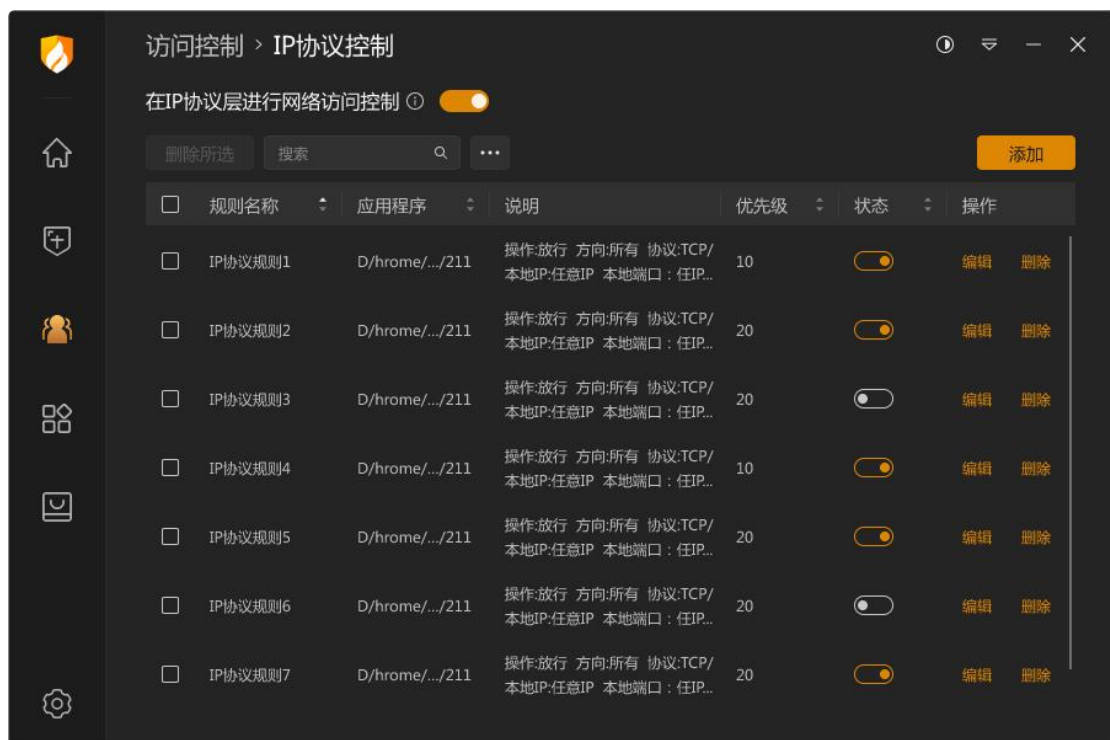 访问控制 > IP协议控制
在IP协议层进行网络访问控制
删除所选 搜索 添加
规则名称 应用程序 说明 优先级 状态 操作
IP协议规则1 D/hrome/.../211 操作:放行 方向:所有 协议:TCP/ 10 编辑 删除
本地IP:任意IP 本地端口：任IP...
IP协议规则2 D/hrome/.../211 操作:放行 方向:所有 协议:TCP/ 20 编辑 删除
本地IP:任意IP 本地端口：任IP...
IP协议规则3 D/hrome/.../211 操作:放行 方向:所有 协议:TCP/ 20 编辑 删除
本地IP:任意IP 本地端口：任IP...
IP协议规则4 D/hrome/.../211 操作:放行 方向:所有 协议:TCP/ 10 编辑 删除
本地IP:任意IP 本地端口：任IP...
IP协议规则5 D/hrome/.../211 操作:放行 方向:所有 协议:TCP/ 20 编辑 删除
本地IP:任意IP 本地端口：任IP...
IP协议规则6 D/hrome/.../211 操作:放行 方向:所有 协议:TCP/ 20 编辑 删除
本地IP:任意IP 本地端口：任IP...
IP协议规则7 D/hrome/.../211 操作:放行 方向:所有 协议:TCP/ 20 编辑 删除
本地IP:任意IP 本地端口：任IP...